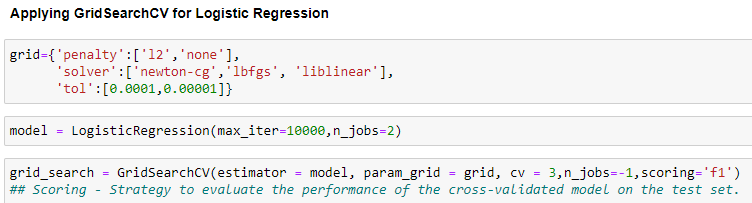 Applying GridSearchCV for Logistic Regression
grid={'penalty':['l2','none'],
'solver':['newton-cg','lbfgs', 'liblinear'],
'tol':[0.0001,0.00001]}
model = LogisticRegression(max_iter=10000,n_jobs=2)
grid_search = GridSearchCV(estimator = model, param_grid = grid, cv = 3,n_jobs=-1,scoring='f1')
## Scoring - Strategy to evaluate the performance of the cross-validated model on the test set.